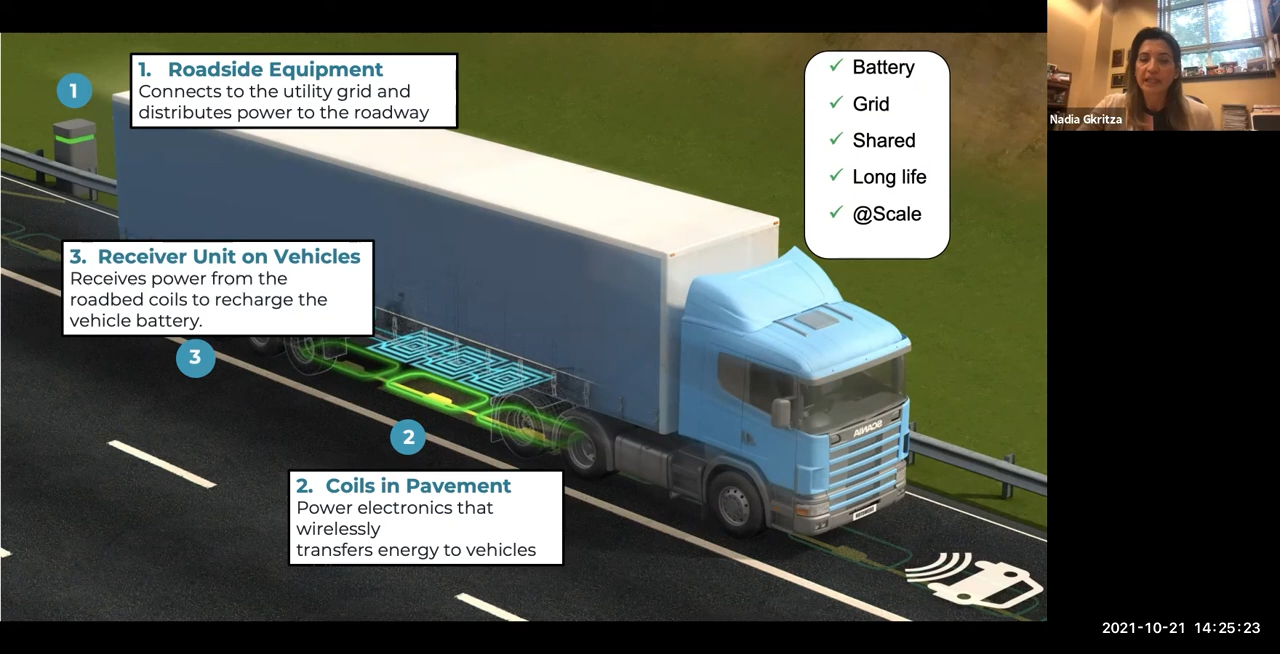 1
1. Roadside Equipment
Connects to the utility grid and
distributes power to the roadway
✓ Battery
✓ Grid
✓ Shared
✓ Long life
✓ @Scale
Nadia Gkritza
3. Receiver Unit on Vehicles
Receives power from the
roadbed coils to recharge the
vehicle battery.
3
2
SCANIA
2. Coils in Pavement
Power electronics that
wirelessly
transfers energy to vehicles
2021-10-21 14:25:23